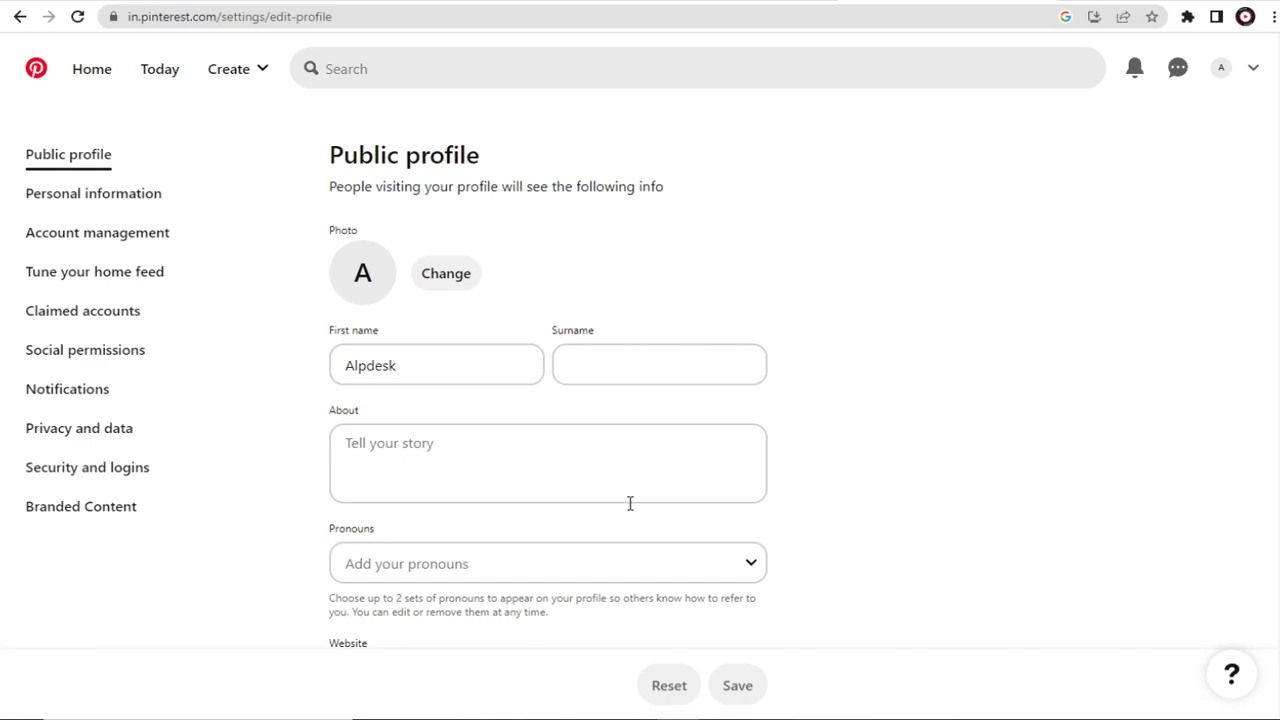 in.pinterest.com/settings/edit-profile
Home Today Create Search A
Public profile
Personal information
Account management
Tune your home feed
Claimed accounts
Social permissions
Notifications
Privacy and data
Security and logins
Branded Content
Public profile
People visiting your profile will see the following info
Photo
A Change
First name Surname
Alpdesk
About
Tell your story
Pronouns
Add your pronouns
Choose up to 2 sets of pronouns to appear on your profile so others know how to refer to
you. You can edit or remove them at any time.
Website
Reset Save ?